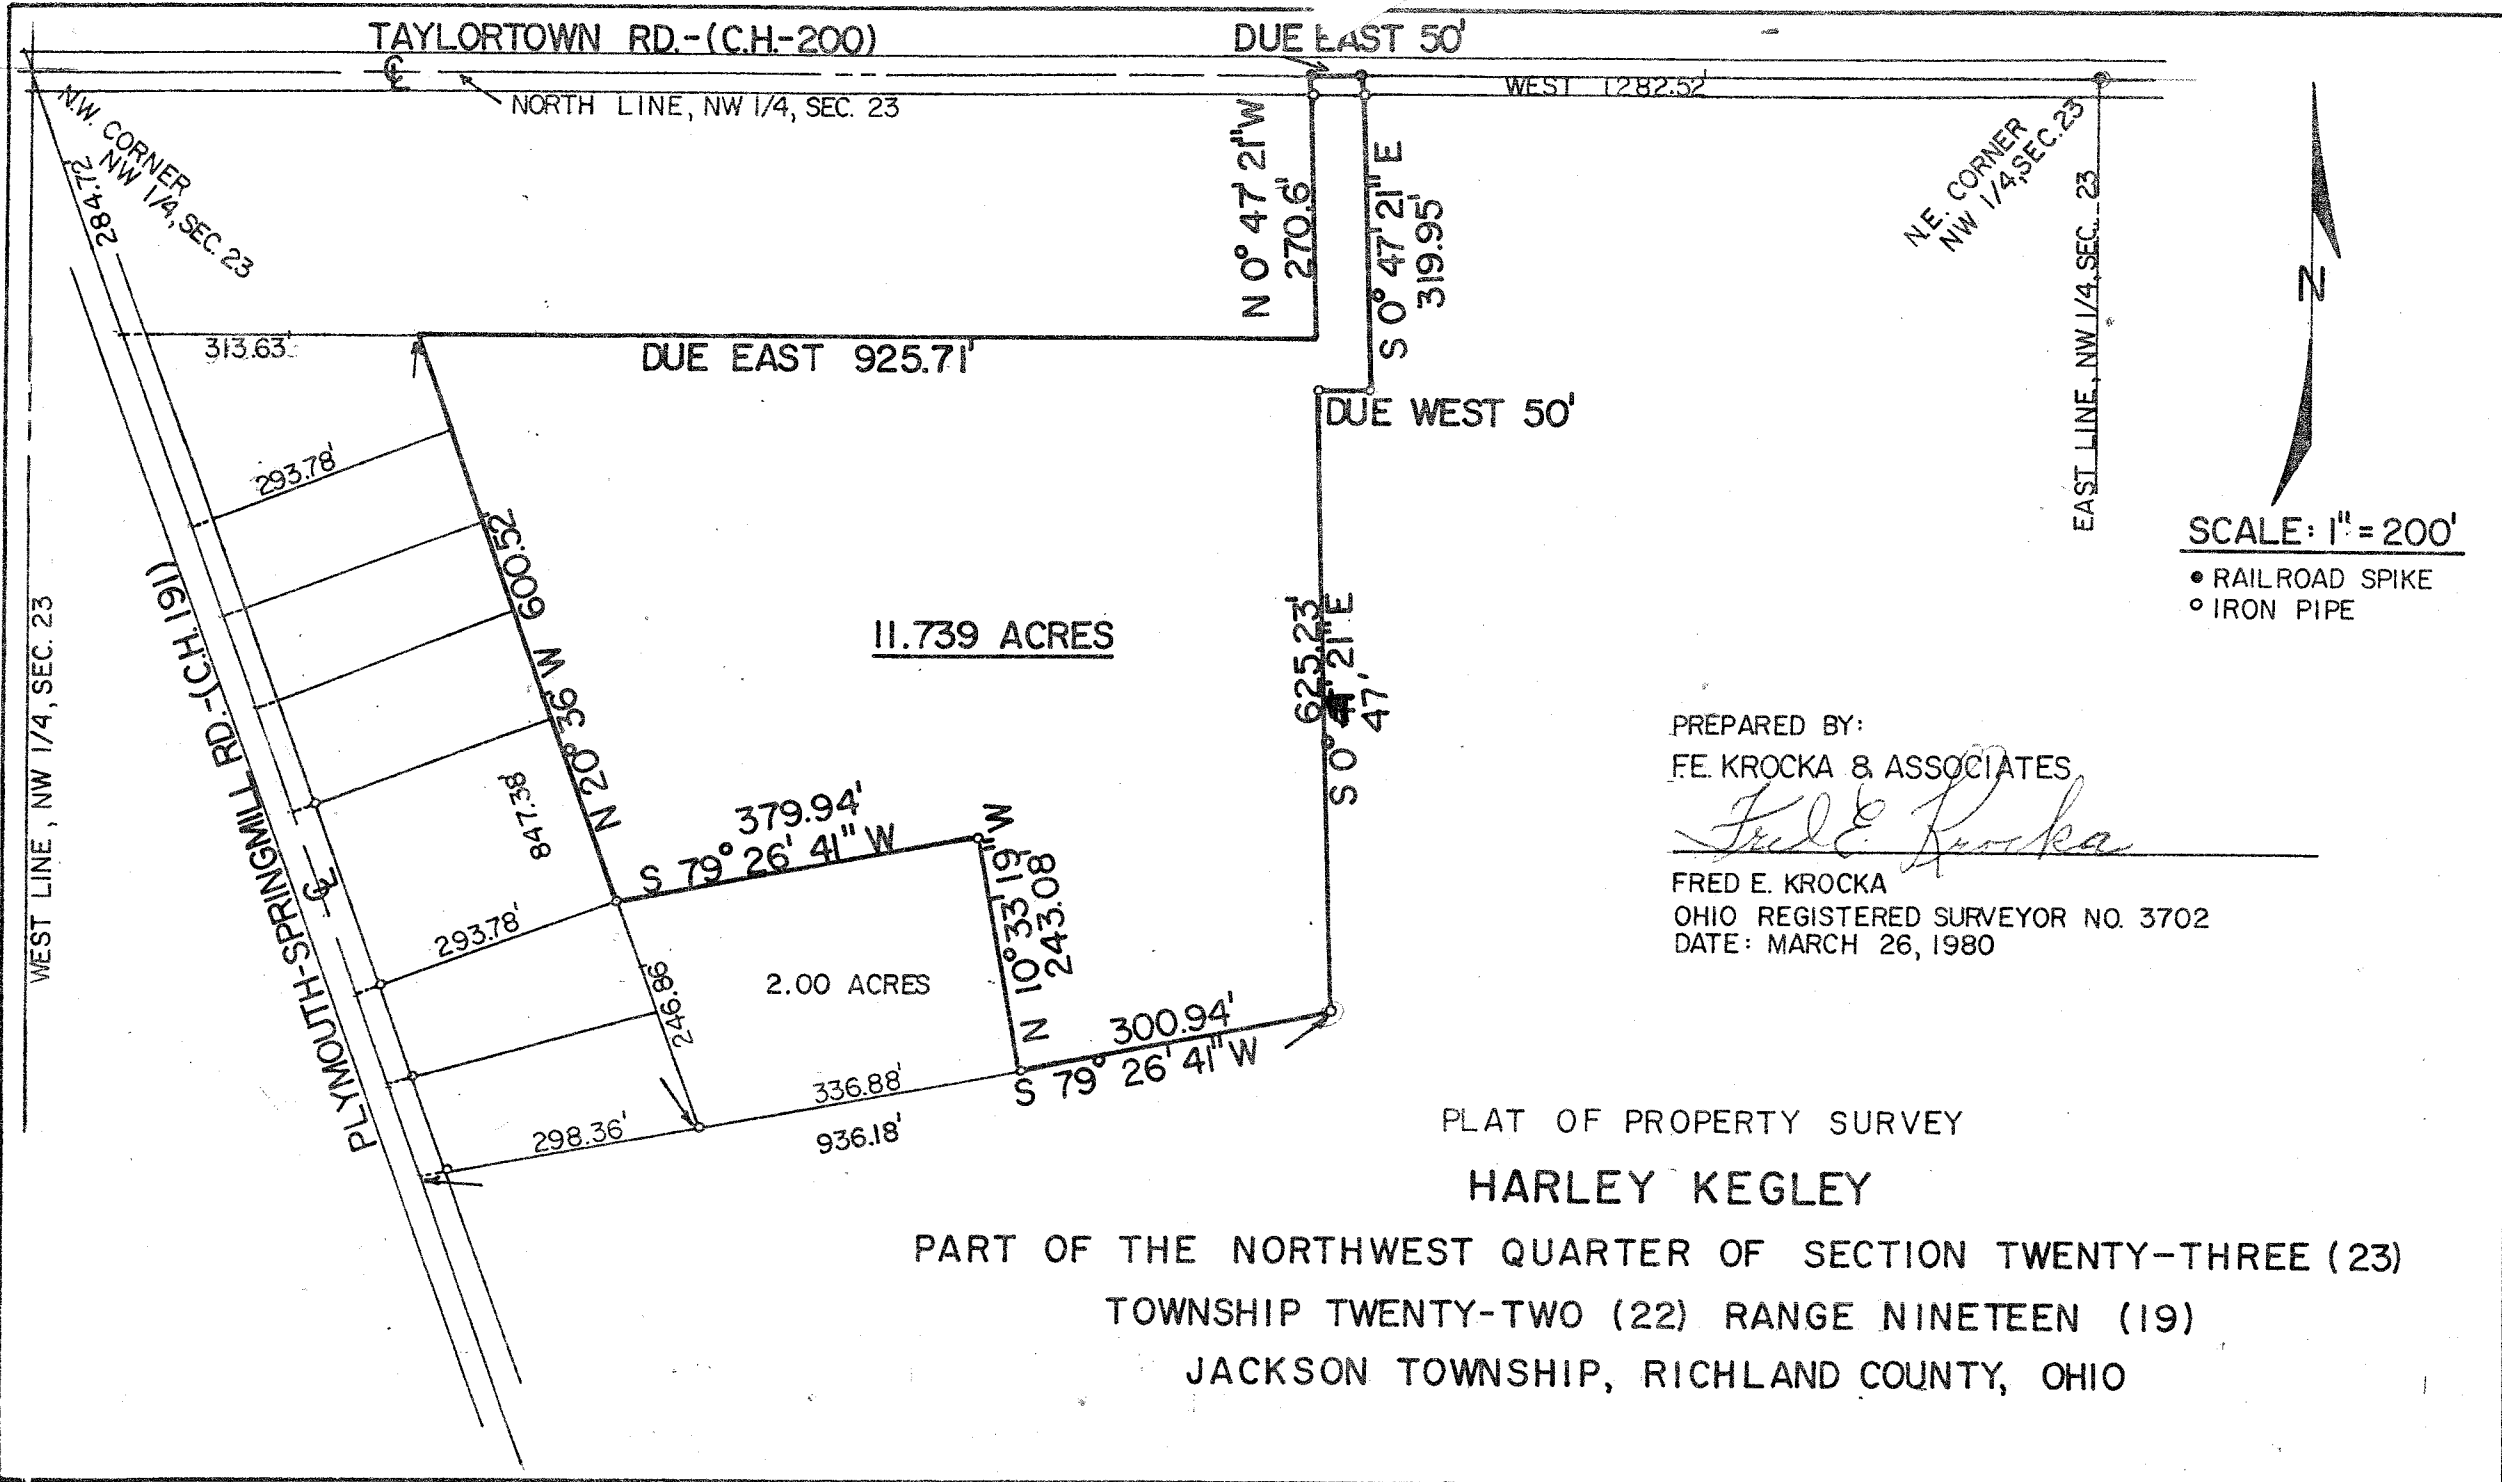 TAYLORTOWN RD.-(C.H.-200)
DUE EAST 50'
℄
NORTH LINE, NW 1/4, SEC. 23
WEST 1282.52'
N.W. CORNER
NW 1/4, SEC. 23
284.72'
N 0° 47' 21" W
270.6'
S 0° 47' 21" E
319.95'
N.E. CORNER
NW 1/4, SEC. 23
EAST LINE, NW 1/4, SEC. 23
N
313.63'
DUE EAST 925.71'
DUE WEST 50'
SCALE: 1" = 200'
RAILROAD SPIKE
IRON PIPE
293.78'
N 20° 36' W 600.52'
11.739 ACRES
625.23'
S 0° 47' 21" E
47'
WEST LINE, NW 1/4, SEC. 23
PLYMOUTH-SPRINGMILL RD.-(C.H. 191)
℄
847.38'
379.94'
S 79° 26' 41" W
N 10° 33' 19" W
243.08'
293.78'
246.86'
2.00 ACRES
300.94'
S 79° 26' 41" W
336.88'
298.36'
936.18'
PREPARED BY:
F.E. KROCKA & ASSOCIATES
Fred E. Krocka
FRED E. KROCKA
OHIO REGISTERED SURVEYOR NO. 3702
DATE: MARCH 26, 1980
PLAT OF PROPERTY SURVEY
HARLEY KEGLEY
PART OF THE NORTHWEST QUARTER OF SECTION TWENTY-THREE (23)
TOWNSHIP TWENTY-TWO (22) RANGE NINETEEN (19)
JACKSON TOWNSHIP, RICHLAND COUNTY, OHIO